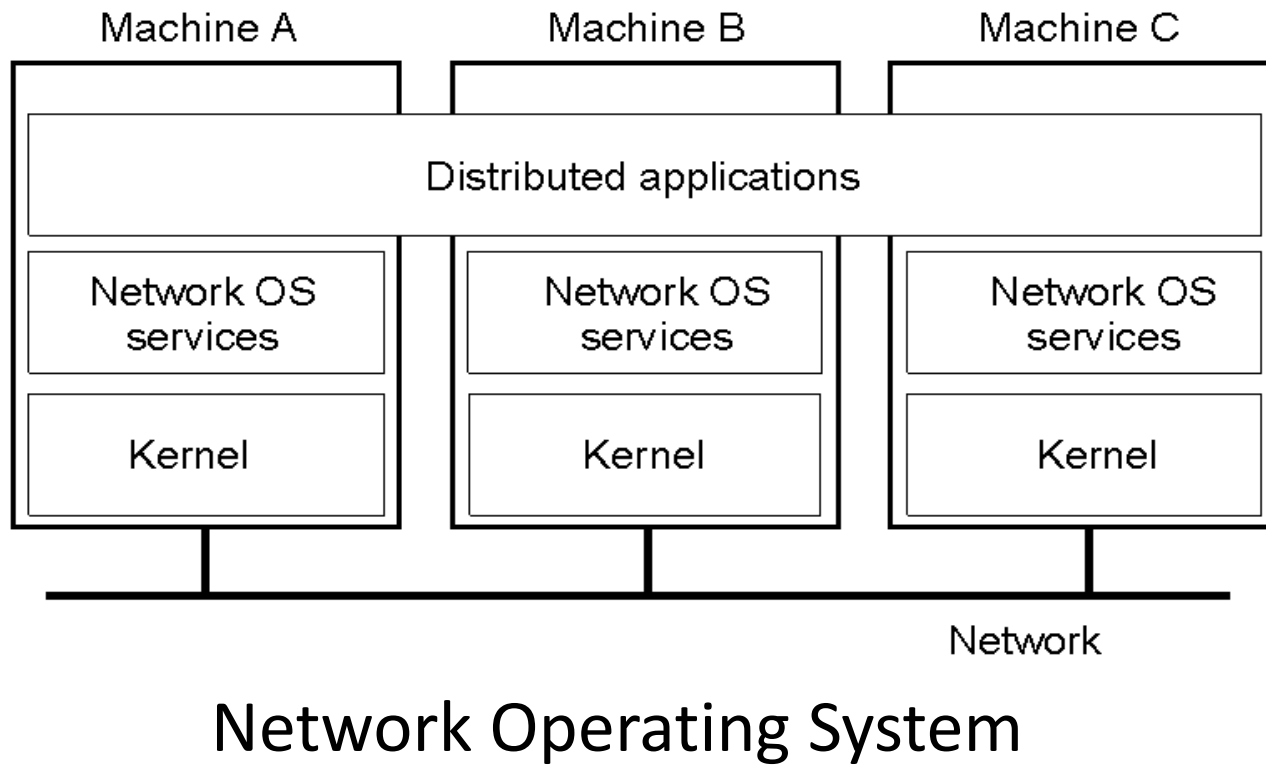 Machine A
Machine B
Machine C
Distributed applications
Network OS
services
Network OS
services
Network OS
services
Kernel
Kernel
Kernel
Network
Network Operating System